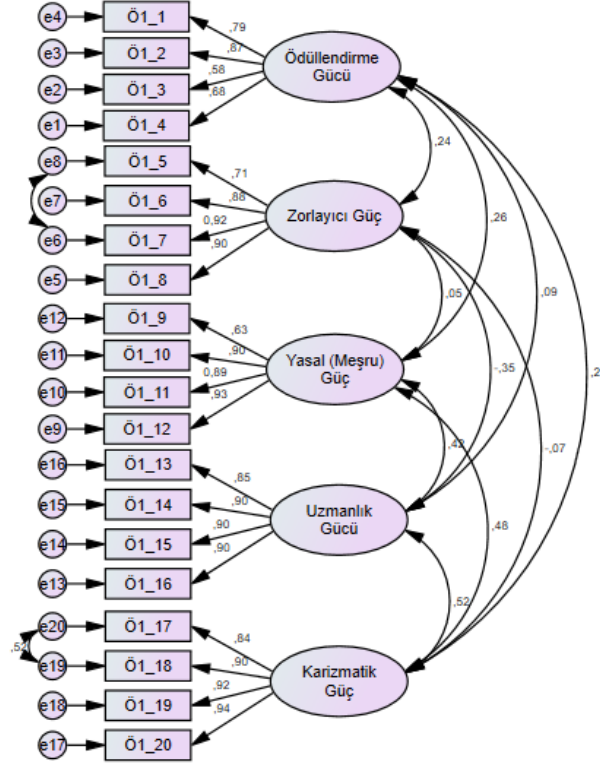 e4
Ö1_1
,79
e3
Ö1_2
,87
e2
Ö1_3
,58
e1
Ö1_4
,68
Ödüllendirme
Gücü
e8
Ö1_5
,71
e7
Ö1_6
,88
e6
Ö1_7
0,92
e5
Ö1_8
,90
Zorlayıcı Güç
e12
Ö1_9
,63
e11
Ö1_10
,90
e10
Ö1_11
0,89
e9
Ö1_12
,93
Yasal (Meşru)
Güç
e16
Ö1_13
,85
e15
Ö1_14
,90
e14
Ö1_15
,90
e13
Ö1_16
,90
Uzmanlık
Gücü
e20
Ö1_17
,84
e19
Ö1_18
,90
e18
Ö1_19
,92
e17
Ö1_20
,94
Karizmatik
Güç
,24
,26
,09
,05
-,35
,2
,42
-,07
,48
,52
,52